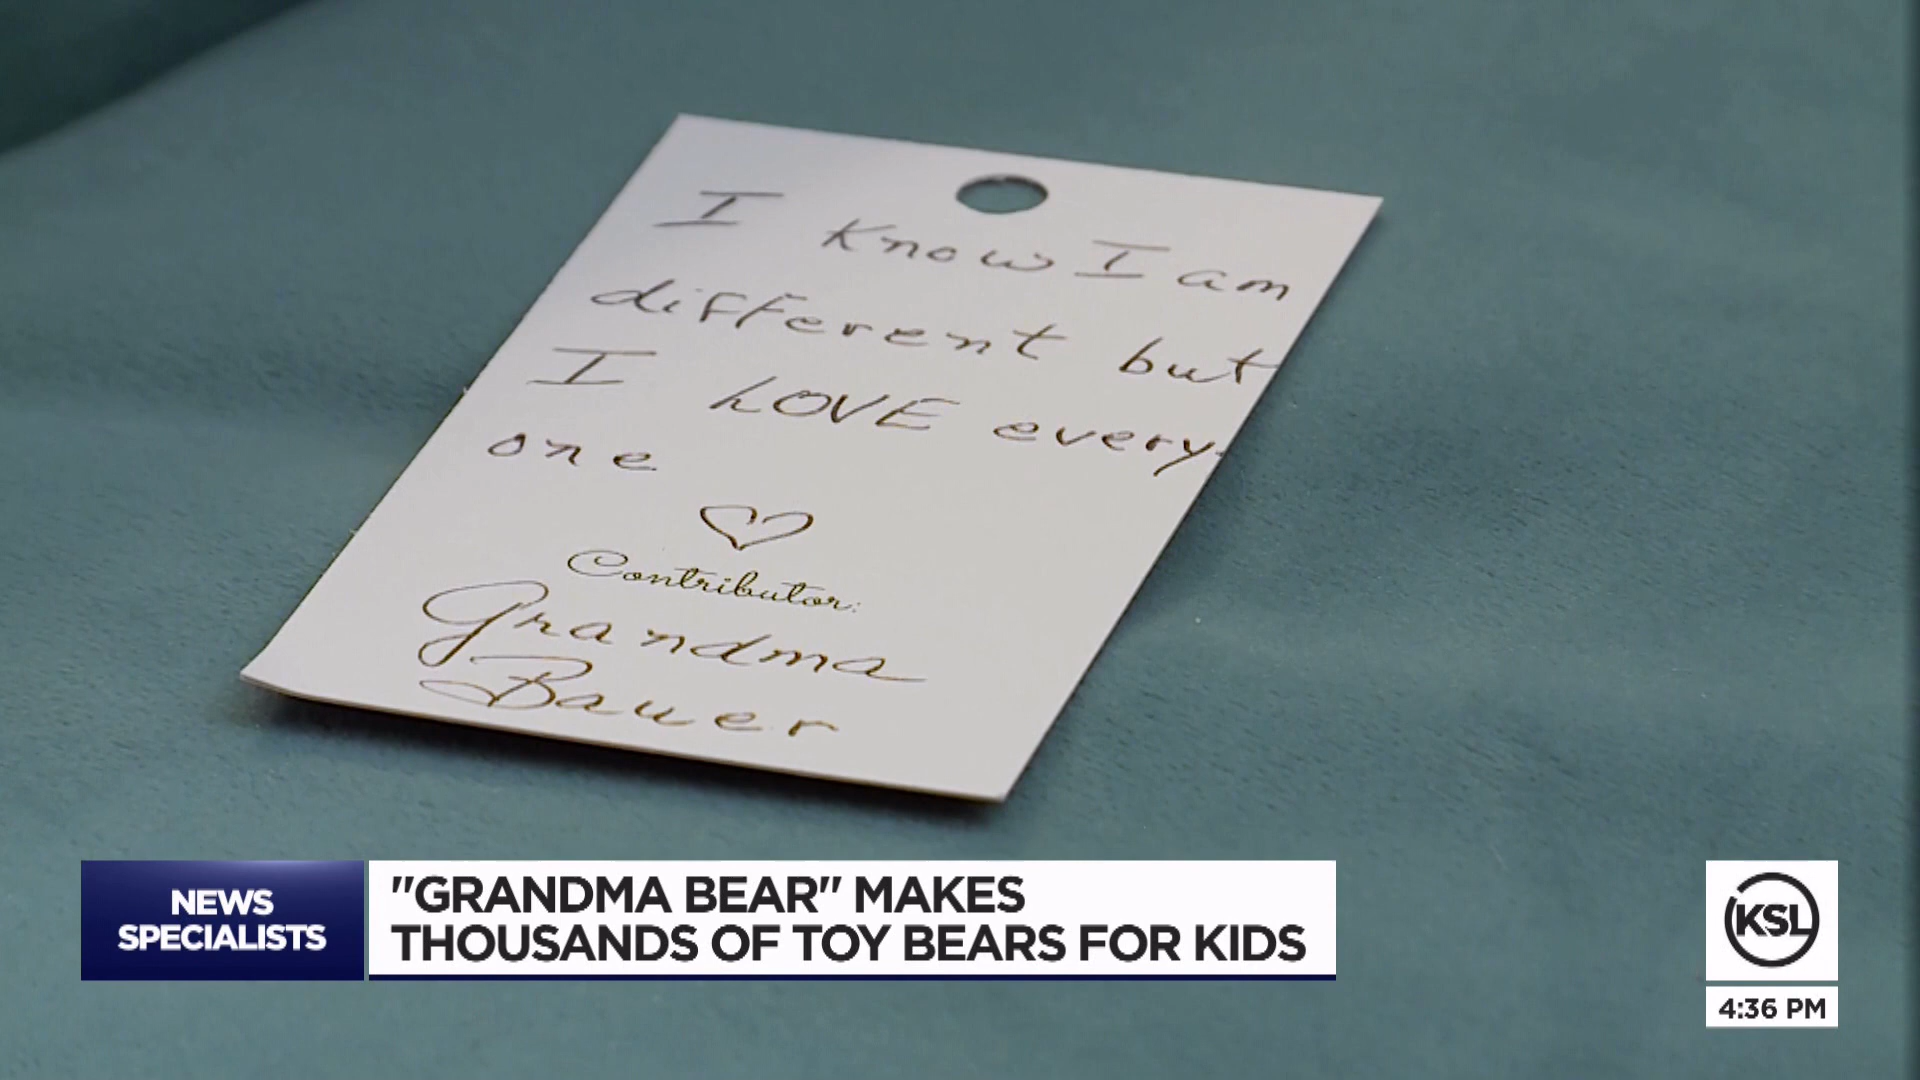 I know I am
different but
I LOVE every-
one
Contributor:
Grandma
Bauer
NEWS
SPECIALISTS
"GRANDMA BEAR" MAKES
THOUSANDS OF TOY BEARS FOR KIDS
KSL
4:36 PM